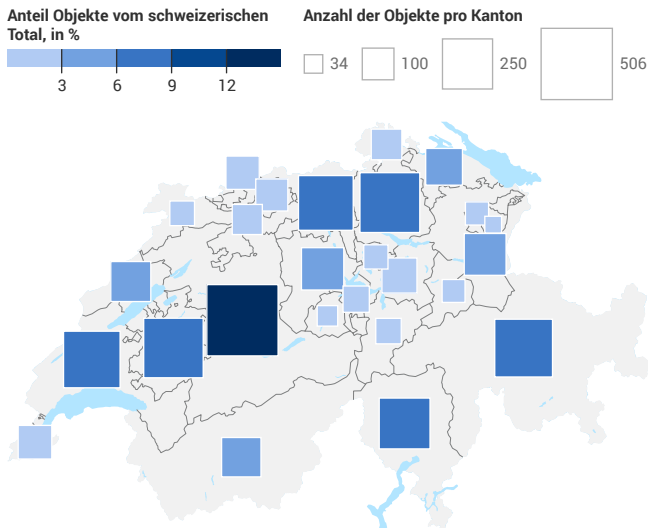 Anteil Objekte vom schweizerischen
Total, in %
3 6 9 12
Anzahl der Objekte pro Kanton
34 100 250 506